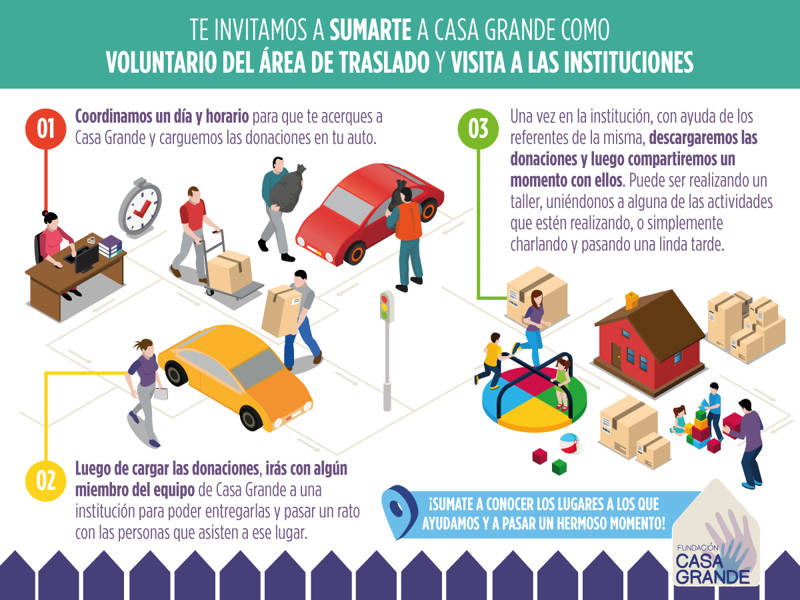 TE INVITAMOS A SUMARTE A CASA GRANDE COMO
VOLUNTARIO DEL ÁREA DE TRASLADO Y VISITA A LAS INSTITUCIONES
01
Coordinamos un día y horario para que te acerques a
Casa Grande y carguemos las donaciones en tu auto.
02
Luego de cargar las donaciones, irás con algún
miembro del equipo de Casa Grande a una
institución para poder entregarlas y pasar un rato
con las personas que asisten a ese lugar.
03
Una vez en la institución, con ayuda de los
referentes de la misma, descargaremos las
donaciones y luego compartiremos un
momento con ellos. Puede ser realizando un
taller, uniéndonos a alguna de las actividades
que estén realizando, o simplemente
charlando y pasando una linda tarde.
¡SUMATE A CONOCER LOS LUGARES A LOS QUE
AYUDAMOS Y A PASAR UN HERMOSO MOMENTO!
FUNDACIÓN
CASA
GRANDE